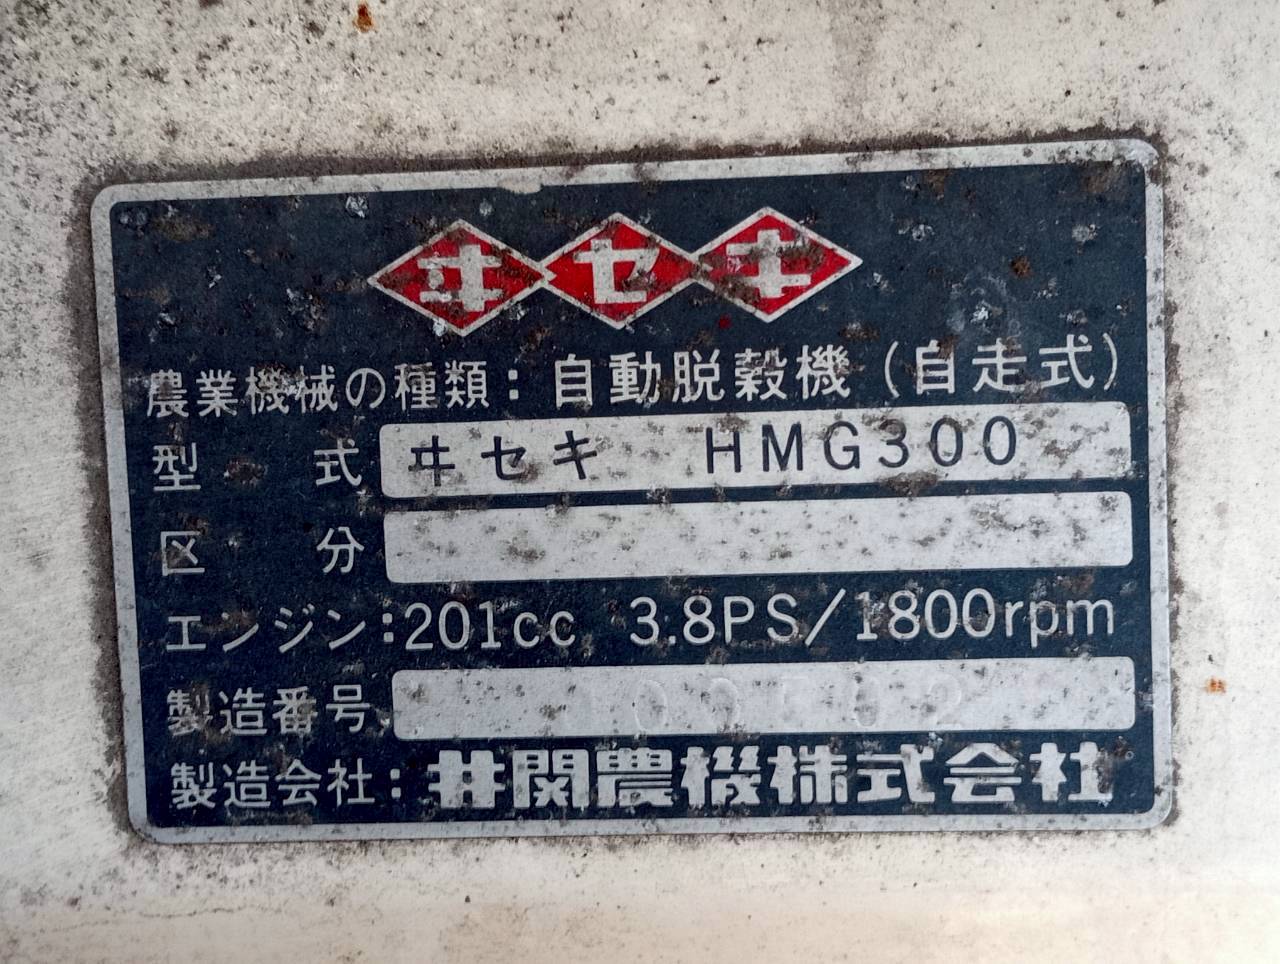 ヰセキ
農業機械の種類：自動脱穀機（自走式）
型式 ヰセキ HMG300
区分
エンジン：201cc 3.8PS/1800rpm
製造番号
製造会社：井関農機株式会社